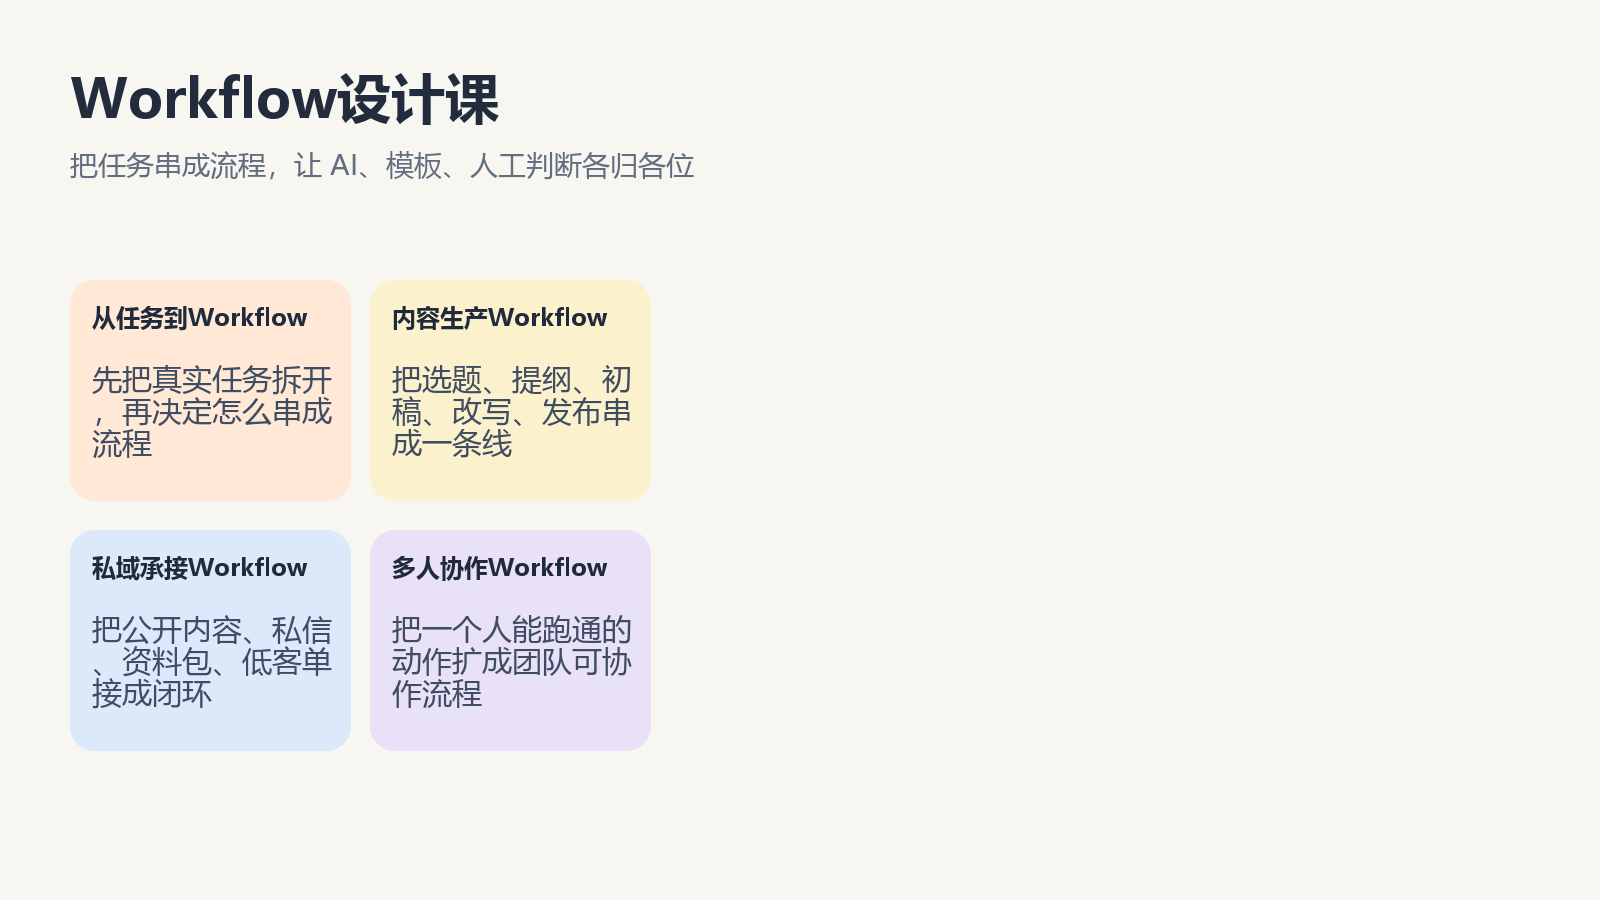 Workflow设计课
把任务串成流程，让 AI、模板、人工判断各归各位
从任务到Workflow
先把真实任务拆开
，再决定怎么串成
流程
内容生产Workflow
把选题、提纲、初
稿、改写、发布串
成一条线
私域承接Workflow
把公开内容、私信
、资料包、低客单
接成闭环
多人协作Workflow
把一个人能跑通的
动作扩成团队可协
作流程